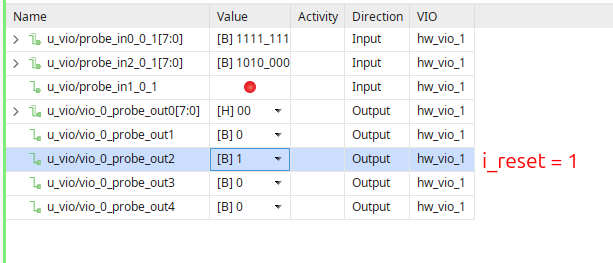 Name Value Activity Direction VIO
u_vio/probe_in0_0_1[7:0] [B] 1111_111 Input hw_vio_1
u_vio/probe_in2_0_1[7:0] [B] 1010_000 Input hw_vio_1
u_vio/probe_in1_0_1 Input hw_vio_1
u_vio/vio_0_probe_out0[7:0] [H] 00 Output hw_vio_1
u_vio/vio_0_probe_out1 [B] 0 Output hw_vio_1
u_vio/vio_0_probe_out2 [B] 1 Output hw_vio_1 i_reset = 1
u_vio/vio_0_probe_out3 [B] 0 Output hw_vio_1
u_vio/vio_0_probe_out4 [B] 0 Output hw_vio_1